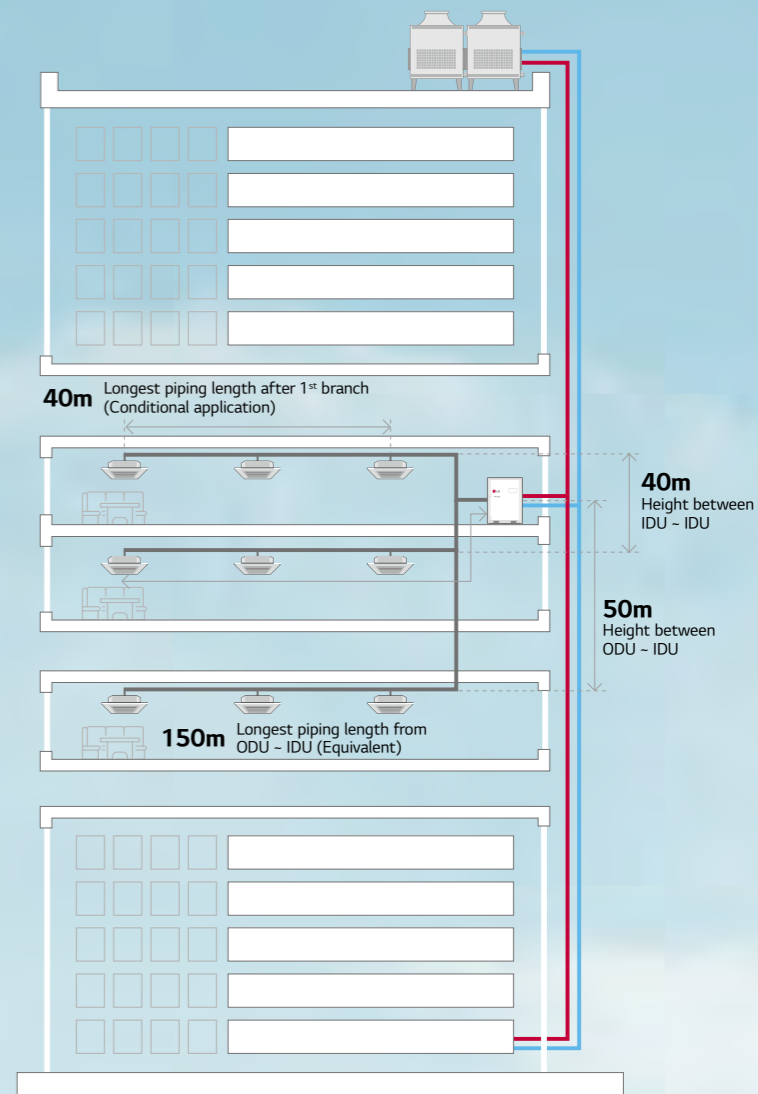 40m Longest piping length after 1st branch
(Conditional application)
40m
Height between
IDU ~ IDU
50m
Height between
ODU ~ IDU
150m Longest piping length from
ODU ~ IDU (Equivalent)